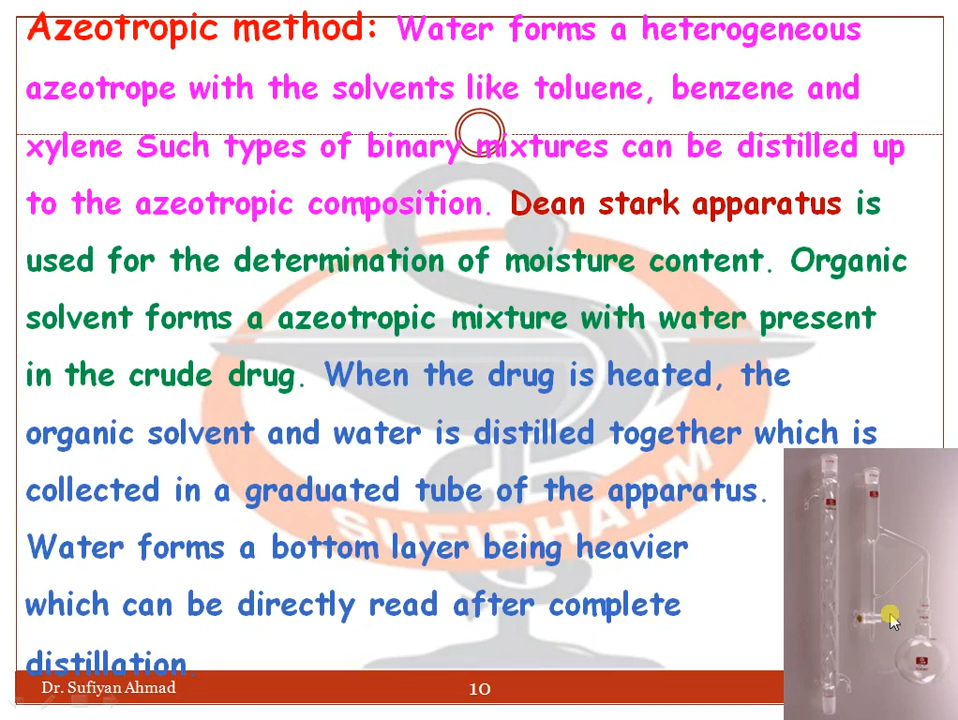 Azeotropic method: Water forms a heterogeneous
azeotrope with the solvents like toluene, benzene and
xylene Such types of binary mixtures can be distilled up
to the azeotropic composition. Dean stark apparatus is
used for the determination of moisture content. Organic
solvent forms a azeotropic mixture with water present
in the crude drug. When the drug is heated, the
organic solvent and water is distilled together which is
collected in a graduated tube of the apparatus.
Water forms a bottom layer being heavier
which can be directly read after complete
distillation.
SUFIPHARM
Dr. Sufiyan Ahmad
10